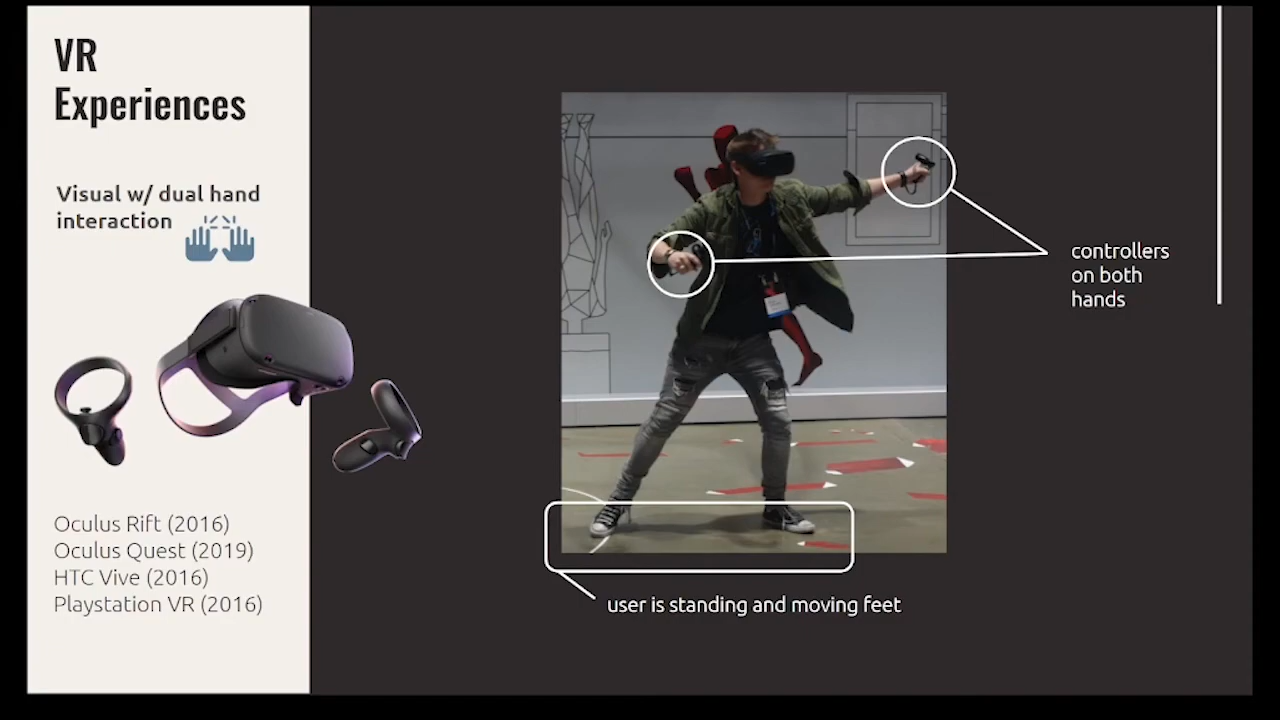 VR
Experiences
Visual w/ dual hand
interaction
Oculus Rift (2016)
Oculus Quest (2019)
HTC Vive (2016)
Playstation VR (2016)
controllers
on both
hands
user is standing and moving feet